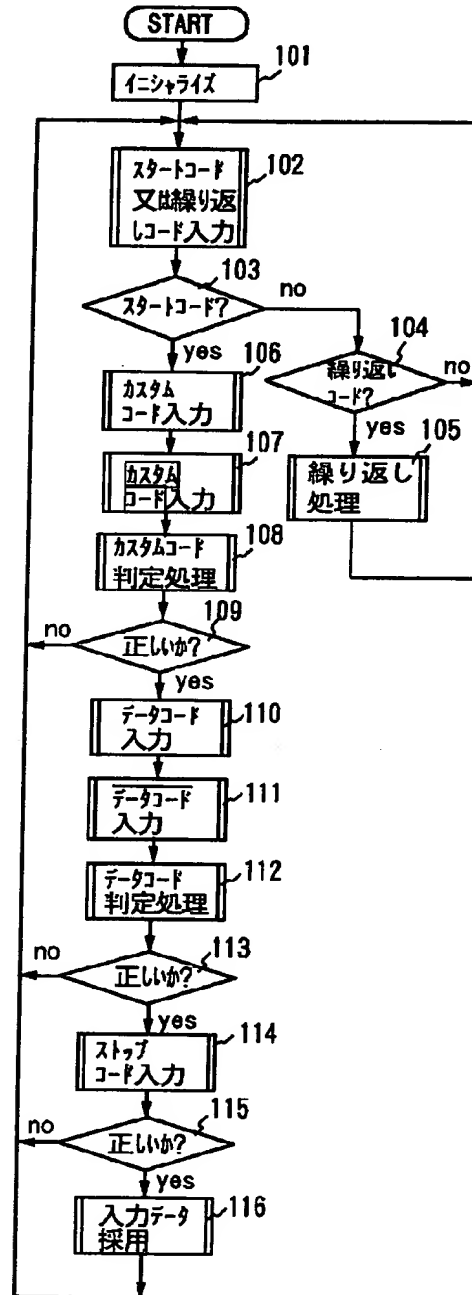 START
イニシャライズ
101
スタートコード
又は繰り返
しコード入力
102
スタートコード?
103
no
yes
繰り返し
コード?
104
no
yes
繰り返し
処理
105
カスタム
コード入力
106
カスタム
コード入力
107
カスタムコード
判定処理
108
正しいか?
109
no
yes
データコード
入力
110
データコード
入力
111
データコード
判定処理
112
正しいか?
113
no
yes
ストップ
コード入力
114
正しいか?
115
no
yes
入力データ
採用
116